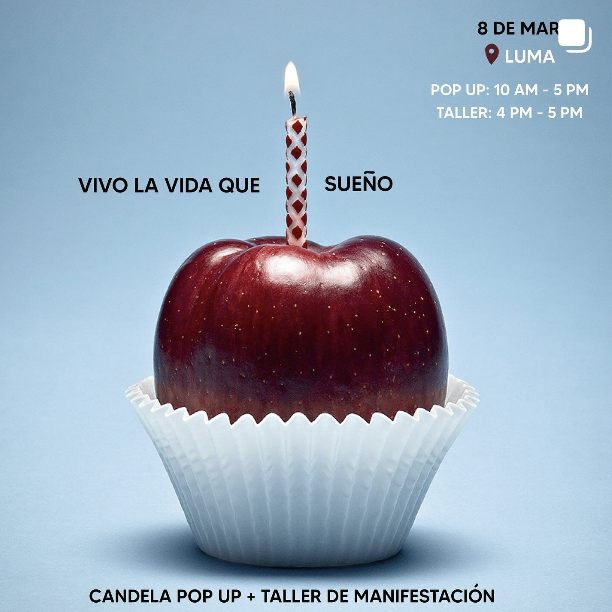 8 DE MAR
LUMA
POP UP: 10 AM - 5 PM
TALLER: 4 PM - 5 PM
VIVO LA VIDA QUE SUEÑO
CANDELA POP UP + TALLER DE MANIFESTACIÓN